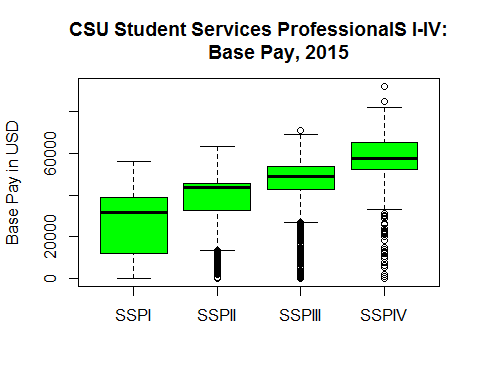 CSU Student Services ProfessionalS I-IV:
Base Pay, 2015
Base Pay in USD
60000
20000
0
SSPI
SSPII
SSPIII
SSPIV